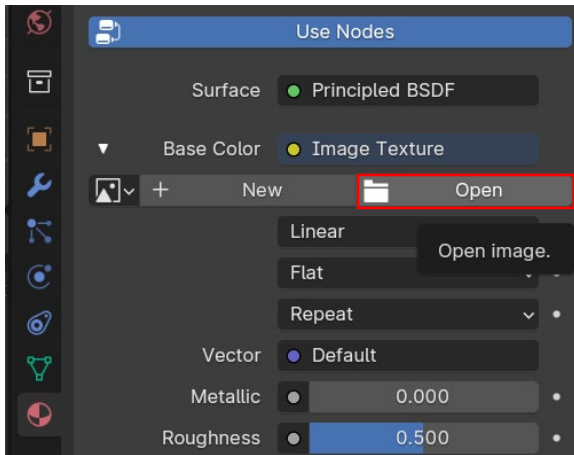 Use Nodes
Surface Principled BSDF
Base Color Image Texture
New Open
Linear
Open image.
Flat
Repeat
Vector Default
Metallic 0.000
Roughness 0.500